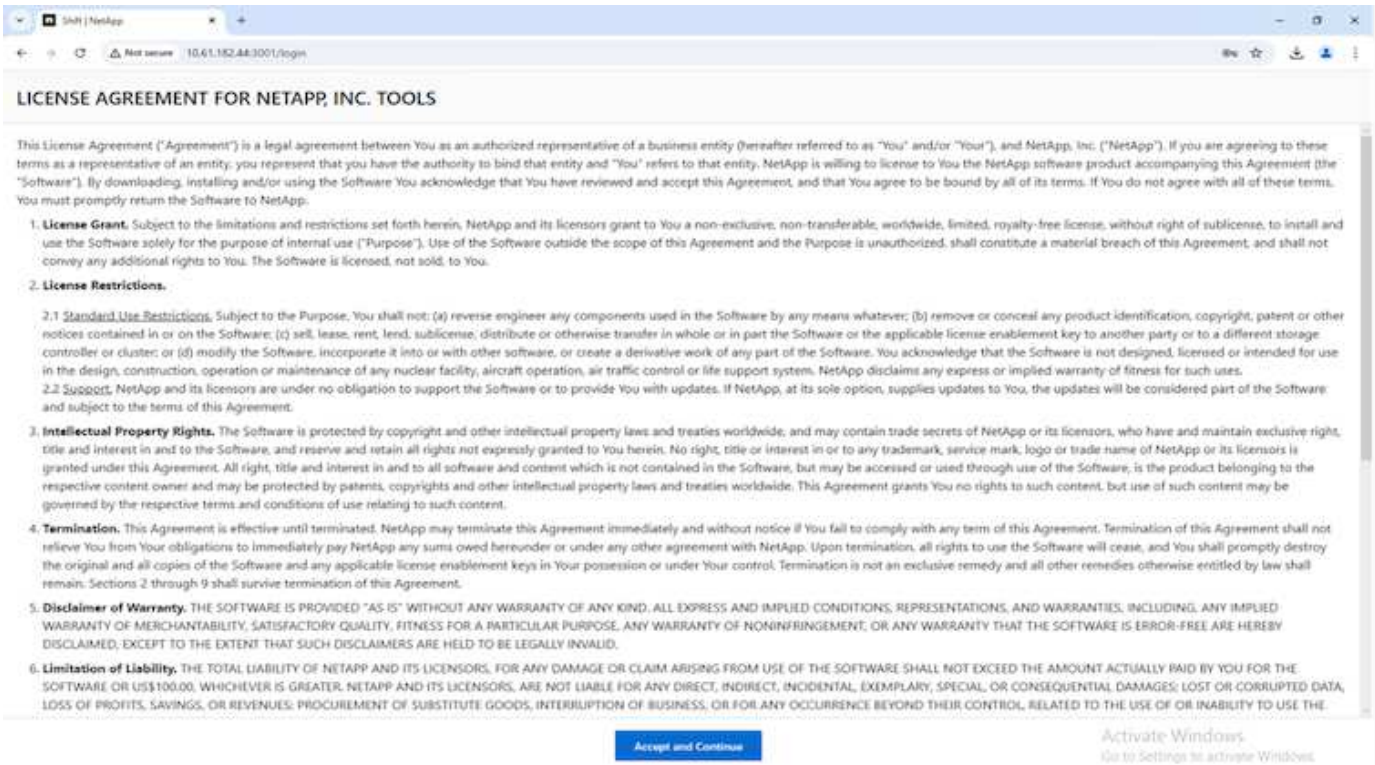 Shift | NetApp
Not secure 10.61.182.44:3001/login
LICENSE AGREEMENT FOR NETAPP, INC. TOOLS
This License Agreement ("Agreement") is a legal agreement between You as an authorized representative of a business entity (hereafter referred to as "You" and/or "Your"), and NetApp, Inc. ("NetApp"). If you are agreeing to these
terms as a representative of an entity, you represent that you have the authority to bind that entity and "You" refers to that entity. NetApp is willing to license to You the NetApp software product accompanying this Agreement (the
"Software"). By downloading, installing and/or using the Software You acknowledge that You have reviewed and accept this Agreement, and that You agree to be bound by all of its terms. If You do not agree with all of these terms,
You must promptly return the Software to NetApp.
1. License Grant. Subject to the limitations and restrictions set forth herein, NetApp and its licensors grant to You a non-exclusive, non-transferable, worldwide, limited, royalty-free license, without right of sublicense, to install and
use the Software solely for the purpose of internal use ("Purpose"). Use of the Software outside the scope of this Agreement and the Purpose is unauthorized, shall constitute a material breach of this Agreement, and shall not
convey any additional rights to You. The Software is licensed, not sold, to You.
2. License Restrictions.
2.1 Standard Use Restrictions. Subject to the Purpose, You shall not: (a) reverse engineer any components used in the Software by any means whatever; (b) remove or conceal any product identification, copyright, patent or other
notices contained in or on the Software; (c) sell, lease, rent, lend, sublicense, distribute or otherwise transfer in whole or in part the Software or the applicable license enablement key to another party or to a different storage
controller or cluster; or (d) modify the Software, incorporate it into or with other software, or create a derivative work of any part of the Software. You acknowledge that the Software is not designed, licensed or intended for use
in the design, construction, operation or maintenance of any nuclear facility, aircraft operation, air traffic control or life support system. NetApp disclaims any express or implied warranty of fitness for such uses.
2.2 Support. NetApp and its licensors are under no obligation to support the Software or to provide You with updates. If NetApp, at its sole option, supplies updates to You, the updates will be considered part of the Software
and subject to the terms of this Agreement.
3. Intellectual Property Rights. The Software is protected by copyright and other intellectual property laws and treaties worldwide, and may contain trade secrets of NetApp or its licensors, who have and maintain exclusive right,
title and interest in and to the Software, and reserve and retain all rights not expressly granted to You herein. No right, title or interest in or to any trademark, service mark, logo or trade name of NetApp or its licensors is
granted under this Agreement. All right, title and interest in and to all software and content which is not contained in the Software, but may be accessed or used through use of the Software, is the product belonging to the
respective content owner and may be protected by patents, copyrights and other intellectual property laws and treaties worldwide. This Agreement grants You no rights to such content, but use of such content may be
governed by the respective terms and conditions of use relating to such content.
4. Termination. This Agreement is effective until terminated. NetApp may terminate this Agreement immediately and without notice if You fail to comply with any term of this Agreement. Termination of this Agreement shall not
relieve You from Your obligations to immediately pay NetApp any sums owed hereunder or under any other agreement with NetApp. Upon termination, all rights to use the Software will cease, and You shall promptly destroy
the original and all copies of the Software and any applicable license enablement keys in Your possession or under Your control. Termination is not an exclusive remedy and all other remedies otherwise entitled by law shall
remain. Sections 2 through 9 shall survive termination of this Agreement.
5. Disclaimer of Warranty. THE SOFTWARE IS PROVIDED "AS IS" WITHOUT ANY WARRANTY OF ANY KIND. ALL EXPRESS AND IMPLIED CONDITIONS, REPRESENTATIONS, AND WARRANTIES, INCLUDING, ANY IMPLIED
WARRANTY OF MERCHANTABILITY, SATISFACTORY QUALITY, FITNESS FOR A PARTICULAR PURPOSE, ANY WARRANTY OF NONINFRINGEMENT, OR ANY WARRANTY THAT THE SOFTWARE IS ERROR-FREE ARE HEREBY
DISCLAIMED, EXCEPT TO THE EXTENT THAT SUCH DISCLAIMERS ARE HELD TO BE LEGALLY INVALID.
6. Limitation of Liability. THE TOTAL LIABILITY OF NETAPP AND ITS LICENSORS, FOR ANY DAMAGE OR CLAIM ARISING FROM USE OF THE SOFTWARE SHALL NOT EXCEED THE AMOUNT ACTUALLY PAID BY YOU FOR THE
SOFTWARE OR US$100.00, WHICHEVER IS GREATER. NETAPP AND ITS LICENSORS, ARE NOT LIABLE FOR ANY DIRECT, INDIRECT, INCIDENTAL, EXEMPLARY, SPECIAL, OR CONSEQUENTIAL DAMAGES; LOST OR CORRUPTED DATA,
LOSS OF PROFITS, SAVINGS, OR REVENUES; PROCUREMENT OF SUBSTITUTE GOODS, INTERRUPTION OF BUSINESS, OR FOR ANY OCCURRENCE BEYOND THEIR CONTROL, RELATED TO THE USE OF OR INABILITY TO USE THE
Accept and Continue
Activate Windows
Go to Settings to activate Windows.